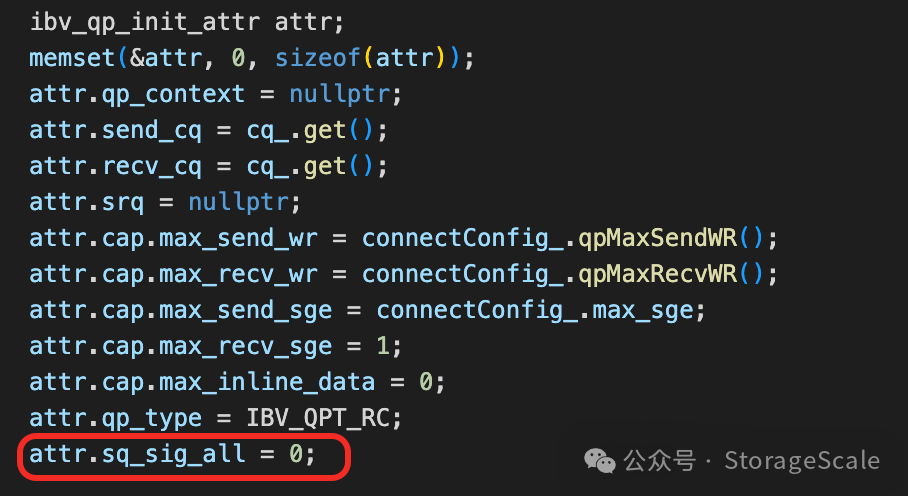 ibv_qp_init_attr attr;
memset(&attr, 0, sizeof(attr));
attr.qp_context = nullptr;
attr.send_cq = cq_.get();
attr.recv_cq = cq_.get();
attr.srq = nullptr;
attr.cap.max_send_wr = connectConfig_.qpMaxSendWR();
attr.cap.max_recv_wr = connectConfig_.qpMaxRecvWR();
attr.cap.max_send_sge = connectConfig_.max_sge;
attr.cap.max_recv_sge = 1;
attr.cap.max_inline_data = 0;
attr.qp_type = IBV_QPT_RC;
attr.sq_sig_all = 0;
公众号 · StorageScale